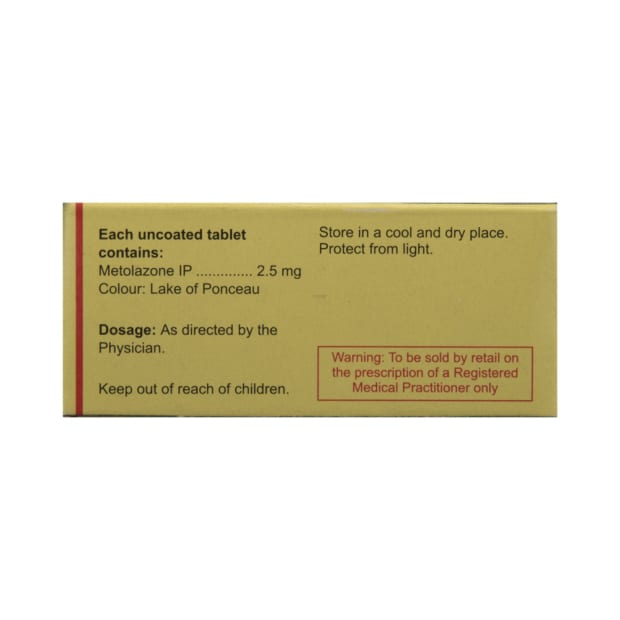 Each uncoated tablet
contains:
Metolazone IP ............. 2.5 mg
Colour: Lake of Ponceau
Dosage: As directed by the
Physician.
Keep out of reach of children.
Store in a cool and dry place.
Protect from light.
Warning: To be sold by retail on
the prescription of a Registered
Medical Practitioner only